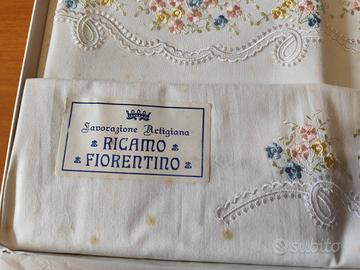 Lavorazione Artigiana
RICAMO
FIORENTINO
subito